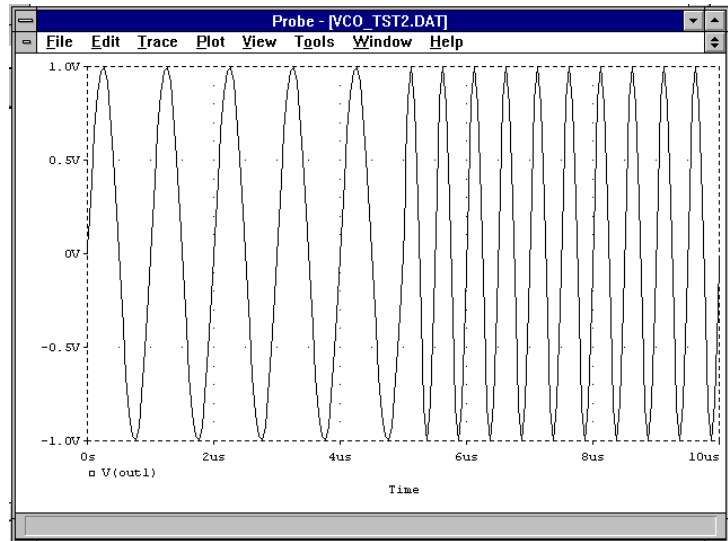 Probe - [VCO_TST2.DAT]
File Edit Trace Plot View Tools Window Help
1.0V
0.5V
0V
-0.5V
-1.0V
0s 2us 4us 6us 8us 10us
V(out1)
Time